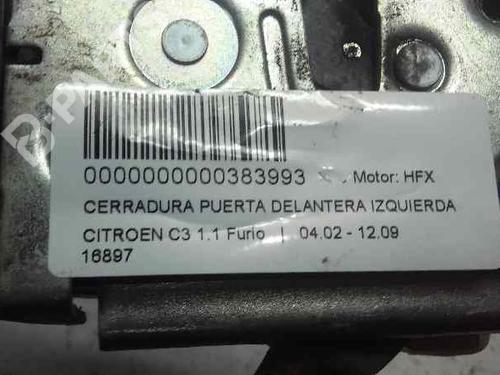 0000000000383993 Motor: HFX
CERRADURA PUERTA DELANTERA IZQUIERDA
CITROEN C3 1.1 Furio | 04.02 - 12.09
16897